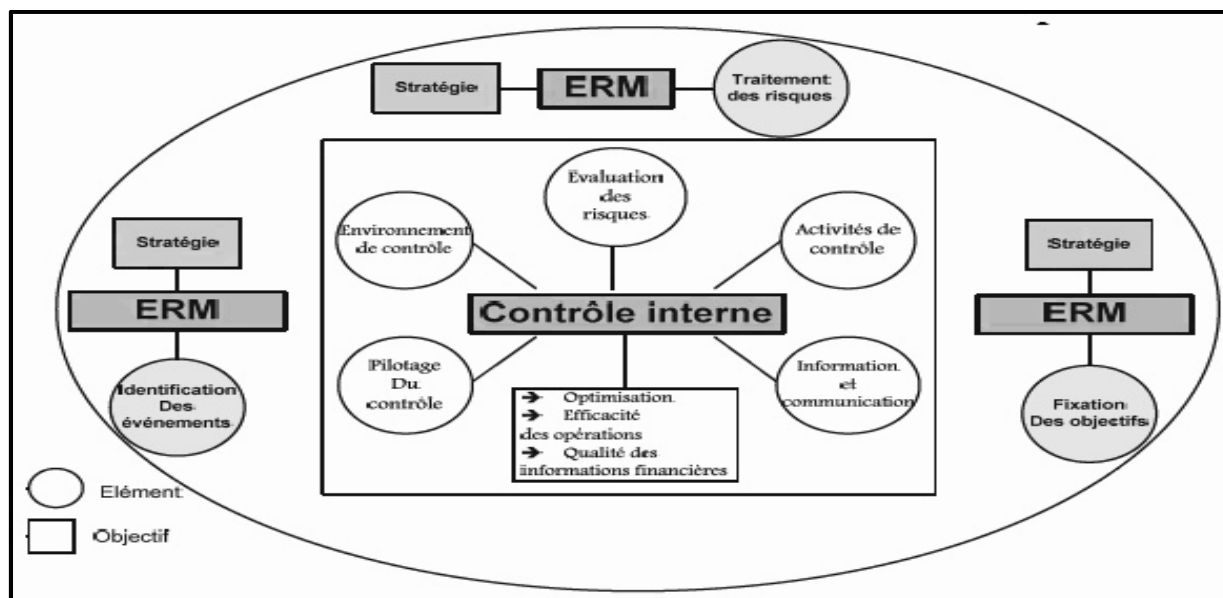 Stratégie
ERM
Traitement
des risques
Évaluation
des
risques
Environnement
de contrôle
Activités de
contrôle
Stratégie
ERM
Identification
Des
événements
Stratégie
ERM
Fixation
Des objectifs
Contrôle interne
Pilotage
Du
contrôle
Information
et
communication
➔ Optimisation
➔ Efficacité
des opérations
➔ Qualité des
informations financières
Elément
Objectif